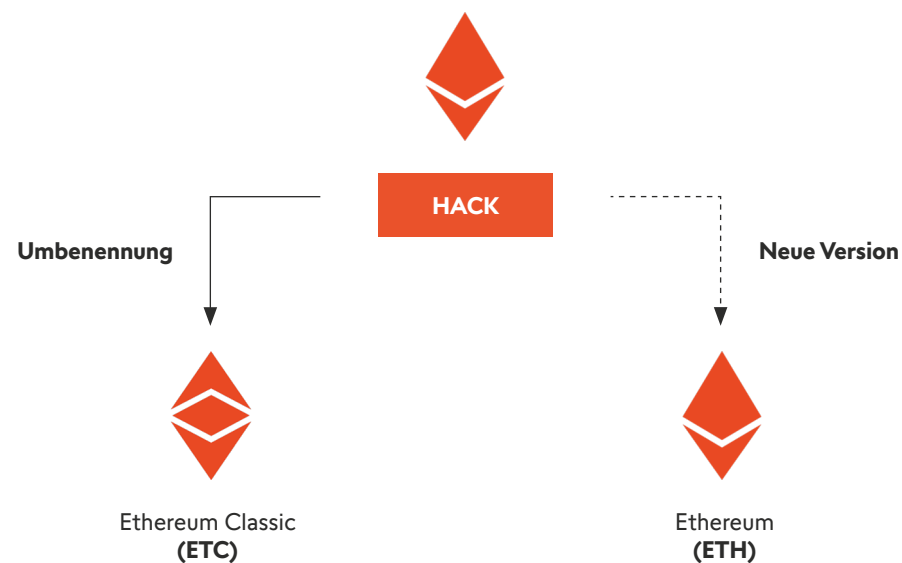 HACK
Umbenennung
Neue Version
Ethereum Classic
(ETC)
Ethereum
(ETH)